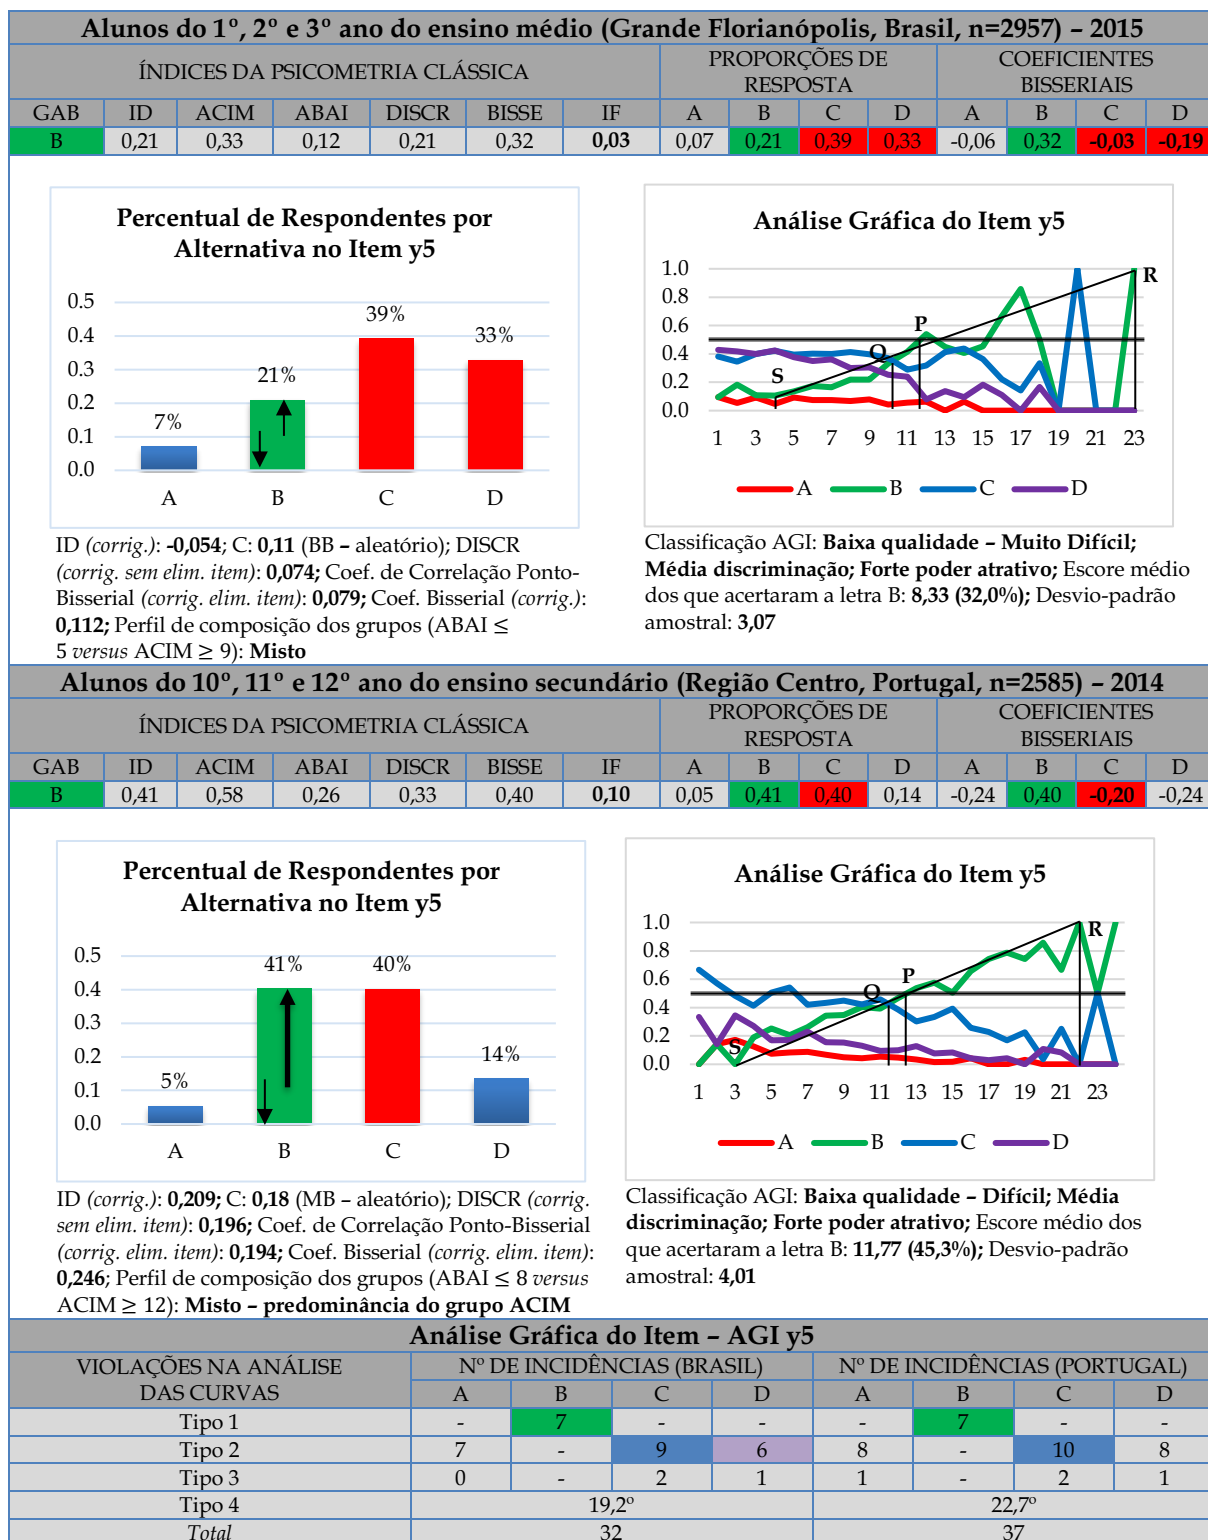 Alunos do 1º, 2º e 3º ano do ensino médio (Grande Florianópolis, Brasil, n=2957) – 2015
ÍNDICES DA PSICOMETRIA CLÁSSICA
PROPORÇÕES DE RESPOSTA
COEFICIENTES BISSERIAIS
GAB ID ACIM ABAI DISCR BISSE IF A B C D A B C D
B 0,21 0,33 0,12 0,21 0,32 0,03 0,07 0,21 0,39 0,33 -0,06 0,32 -0,03 -0,19
Percentual de Respondentes por
Alternativa no Item y5
0.5
0.4
0.3
0.2
0.1
0.0
7%
21%
39%
33%
A B C D
Análise Gráfica do Item y5
1.0
0.8
0.6
0.4
0.2
0.0
S
Q
P
R
1 3 5 7 9 11 13 15 17 19 21 23
A B C D
ID (corrig.): -0,054; C: 0,11 (BB – aleatório); DISCR
(corrig. sem elim. item): 0,074; Coef. de Correlação Ponto-
Bisserial (corrig. elim. item): 0,079; Coef. Bisserial (corrig.):
0,112; Perfil de composição dos grupos (ABAI ≤
5 versus ACIM ≥ 9): Misto
Classificação AGI: Baixa qualidade – Muito Difícil;
Média discriminação; Forte poder atrativo; Escore médio
dos que acertaram a letra B: 8,33 (32,0%); Desvio-padrão
amostral: 3,07
Alunos do 10º, 11º e 12º ano do ensino secundário (Região Centro, Portugal, n=2585) – 2014
ÍNDICES DA PSICOMETRIA CLÁSSICA
PROPORÇÕES DE RESPOSTA
COEFICIENTES BISSERIAIS
GAB ID ACIM ABAI DISCR BISSE IF A B C D A B C D
B 0,41 0,58 0,26 0,33 0,40 0,10 0,05 0,41 0,40 0,14 -0,24 0,40 -0,20 -0,24
Percentual de Respondentes por
Alternativa no Item y5
0.5
0.4
0.3
0.2
0.1
0.0
5%
41%
40%
14%
A B C D
Análise Gráfica do Item y5
1.0
0.8
0.6
0.4
0.2
0.0
S
Q
P
R
1 3 5 7 9 11 13 15 17 19 21 23
A B C D
ID (corrig.): 0,209; C: 0,18 (MB – aleatório); DISCR (corrig.
sem elim. item): 0,196; Coef. de Correlação Ponto-Bisserial
(corrig. elim. item): 0,194; Coef. Bisserial (corrig. elim. item):
0,246; Perfil de composição dos grupos (ABAI ≤ 8 versus
ACIM ≥ 12): Misto – predominância do grupo ACIM
Classificação AGI: Baixa qualidade – Difícil; Média
discriminação; Forte poder atrativo; Escore médio dos
que acertaram a letra B: 11,77 (45,3%); Desvio-padrão
amostral: 4,01
Análise Gráfica do Item – AGI y5
VIOLAÇÕES NA ANÁLISE DAS CURVAS
Nº DE INCIDÊNCIAS (BRASIL)
Nº DE INCIDÊNCIAS (PORTUGAL)
A B C D A B C D
Tipo 1 - 7 - - - 7 - -
Tipo 2 7 - 9 6 8 - 10 8
Tipo 3 0 - 2 1 1 - 2 1
Tipo 4 19,2º 22,7º
Total 32 37